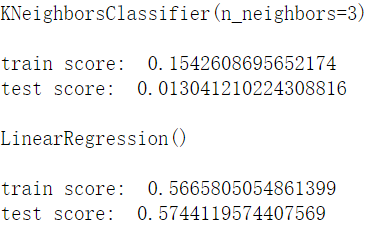 KNeighborsClassifier(n_neighbors=3)
train score:  0.1542608695652174
test score:  0.013041210224308816
LinearRegression()
train score:  0.5665805054861399
test score:  0.5744119574407569